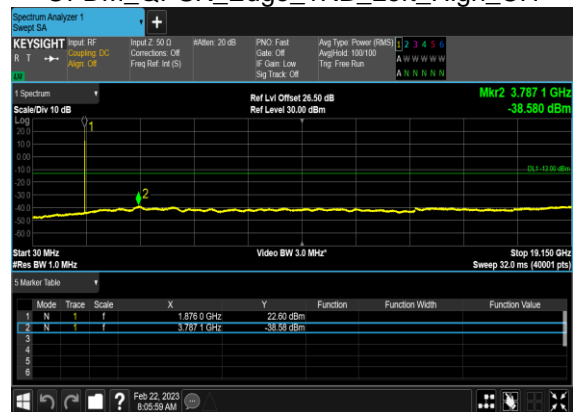 Spectrum Analyzer 1
Swept SA
KEYSIGHT Input: RF Input Z: 50 Ω #Atten: 20 dB PNO: Fast Avg Type: Power (RMS) 1 2 3 4 5 6
R T Coupling: DC Corrections: Off Gate: Off Avg|Hold: 100/100 A W W W W W
Align: Off Freq Ref: Int (S) IF Gain: Low Trig: Free Run
LU Sig Track: Off A N N N N N
1 Spectrum Ref Lvl Offset 26.50 dB Mkr2 3.787 1 GHz
Scale/Div 10 dB Ref Level 30.00 dBm -38.580 dBm
Log
20.0
10.0
0.00
-10.0
DL1 -13.00 dBm
-20.0
-30.0
-40.0
-50.0
-60.0
1
2
Start 30 MHz Video BW 3.0 MHz* Stop 19.150 GHz
#Res BW 1.0 MHz Sweep 32.0 ms (40001 pts)
5 Marker Table
Mode Trace Scale X Y Function Function Width Function Value
1 N 1 f 1.876 0 GHz 22.60 dBm
2 N 1 f 3.787 1 GHz -38.58 dBm
3
4
5
6
? Feb 22, 2023
8:05:59 AM